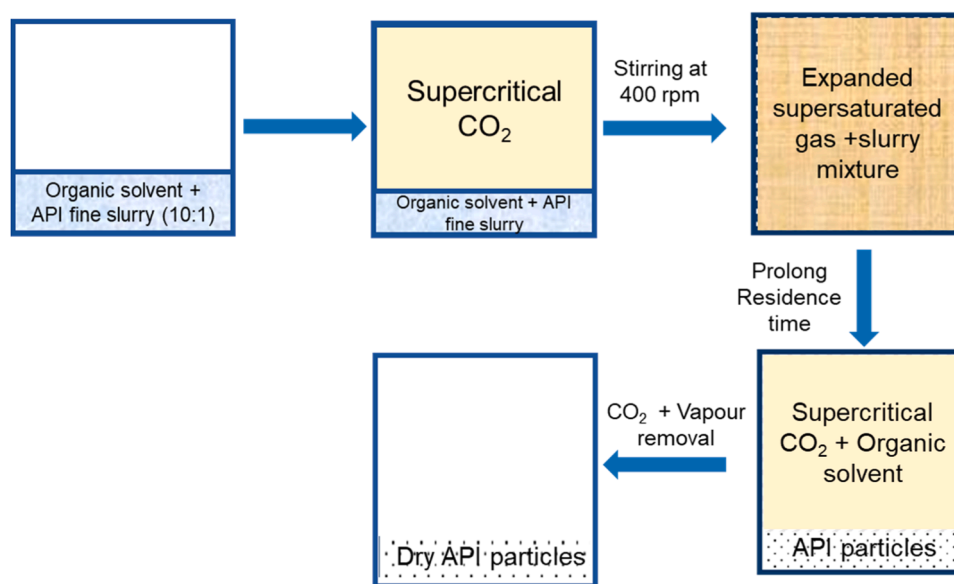 Organic solvent +
API fine slurry (10:1)
Supercritical
CO₂
Organic solvent + API
fine slurry
Stirring at
400 rpm
Expanded
supersaturated
gas +slurry
mixture
Prolong
Residence
time
Supercritical
CO₂ + Organic
solvent
API particles
CO₂ + Vapour
removal
Dry API particles